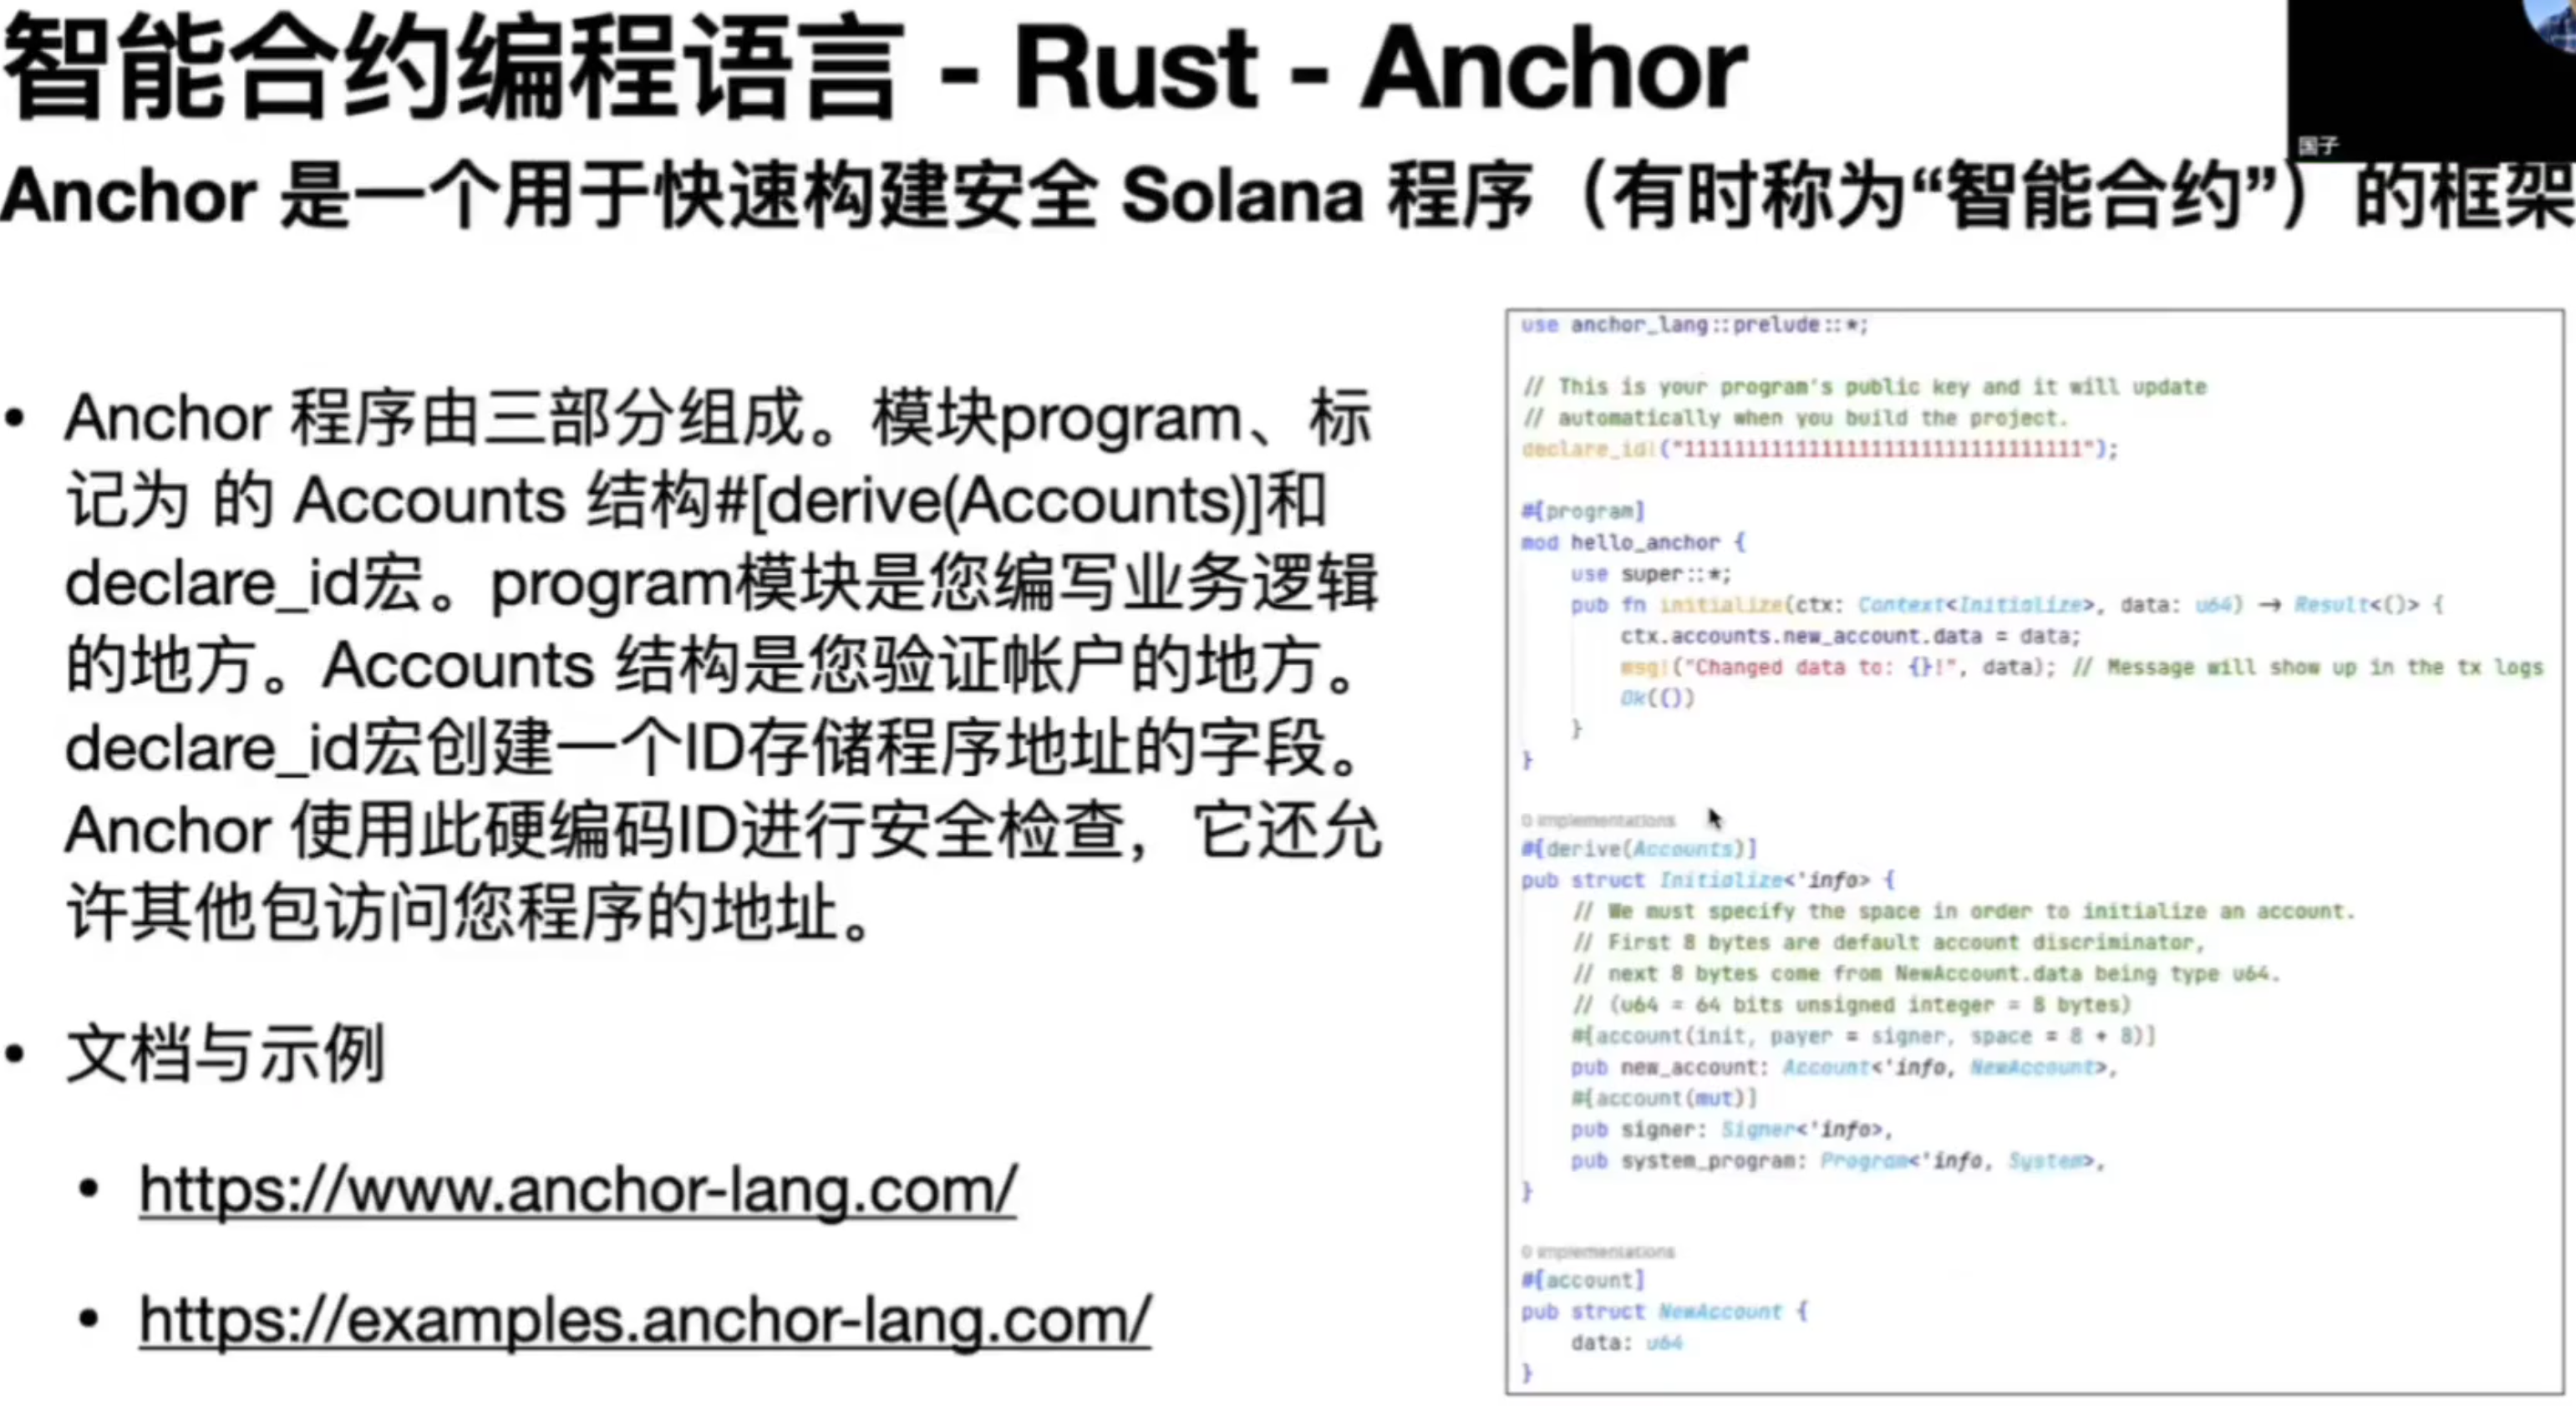 智能合约编程语言 - Rust - Anchor
国子
Anchor 是一个用于快速构建安全 Solana 程序（有时称为“智能合约”）的框架
• Anchor 程序由三部分组成。模块program、标
记为 的 Accounts 结构#[derive(Accounts)]和
declare_id宏。program模块是您编写业务逻辑
的地方。Accounts 结构是您验证帐户的地方。
declare_id宏创建一个ID存储程序地址的字段。
Anchor 使用此硬编码ID进行安全检查，它还允
许其他包访问您程序的地址。
• 文档与示例
• https://www.anchor-lang.com/
• https://examples.anchor-lang.com/
use anchor_lang::prelude::*;
// This is your program's public key and it will update
// automatically when you build the project.
declare_id!("11111111111111111111111111111111");
#[program]
mod hello_anchor {
use super::*;
pub fn initialize(ctx: Context<Initialize>, data: u64) → Result<()> {
ctx.accounts.new_account.data = data;
msg!("Changed data to: {}!", data); // Message will show up in the tx logs
Ok(())
}
}
0 implementations
#[derive(Accounts)]
pub struct Initialize<'info> {
// We must specify the space in order to initialize an account.
// First 8 bytes are default account discriminator,
// next 8 bytes come from NewAccount.data being type u64.
// (u64 = 64 bits unsigned integer = 8 bytes)
#[account(init, payer = signer, space = 8 + 8)]
pub new_account: Account<'info, NewAccount>,
#[account(mut)]
pub signer: Signer<'info>,
pub system_program: Program<'info, System>,
}
0 implementations
#[account]
pub struct NewAccount {
data: u64
}